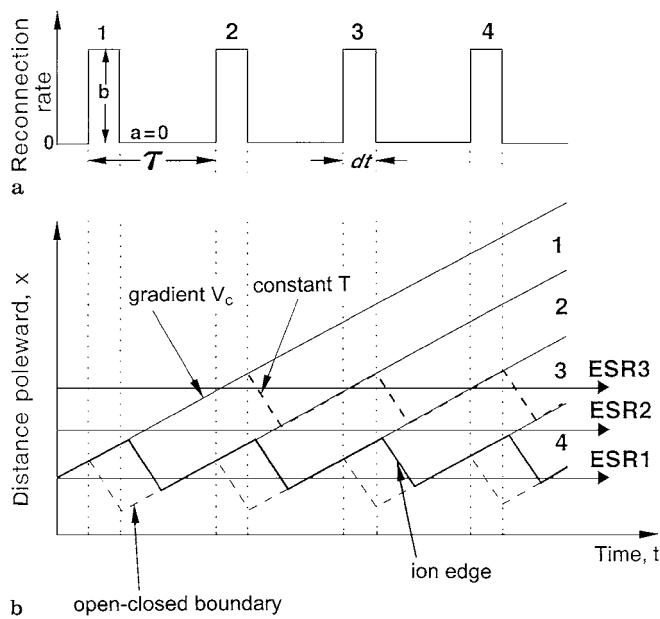 1 2 3 4
Reconnection
rate
b
0
a=0
τ
dt
a
Distance poleward, x
gradient Vc
constant T
1
2
3
4
ESR3
ESR2
ESR1
Time, t
ion edge
open-closed boundary
b